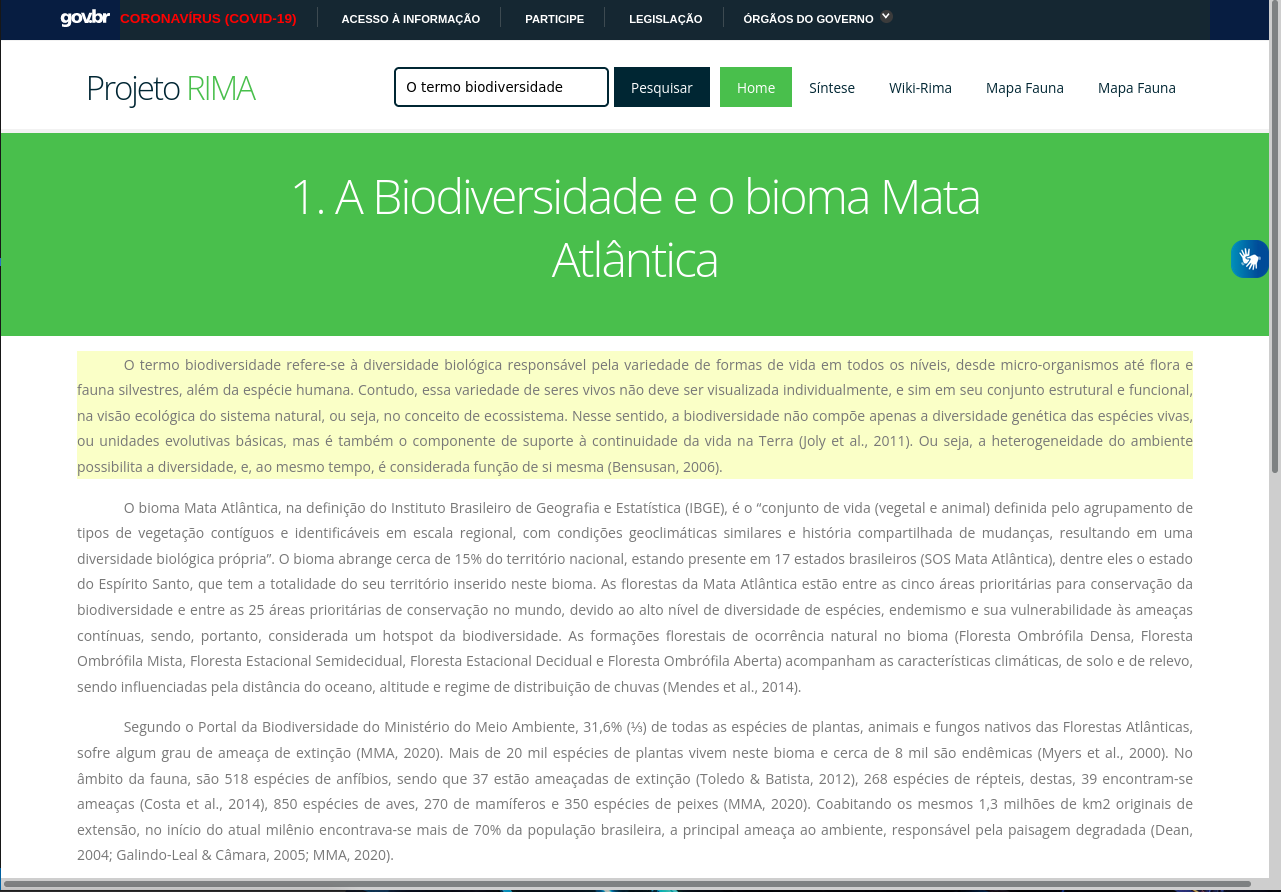 gov.br
CORONAVÍRUS (COVID-19)
ACESSO À INFORMAÇÃO
PARTICIPE
LEGISLAÇÃO
ÓRGÃOS DO GOVERNO
Projeto RIMA
O termo biodiversidade
Pesquisar
Home
Síntese
Wiki-Rima
Mapa Fauna
Mapa Fauna
1. A Biodiversidade e o bioma Mata
Atlântica
O termo biodiversidade refere-se à diversidade biológica responsável pela variedade de formas de vida em todos os níveis, desde micro-organismos até flora e
fauna silvestres, além da espécie humana. Contudo, essa variedade de seres vivos não deve ser visualizada individualmente, e sim em seu conjunto estrutural e funcional,
na visão ecológica do sistema natural, ou seja, no conceito de ecossistema. Nesse sentido, a biodiversidade não compõe apenas a diversidade genética das espécies vivas,
ou unidades evolutivas básicas, mas é também o componente de suporte à continuidade da vida na Terra (Joly et al., 2011). Ou seja, a heterogeneidade do ambiente
possibilita a diversidade, e, ao mesmo tempo, é considerada função de si mesma (Bensusan, 2006).
O bioma Mata Atlântica, na definição do Instituto Brasileiro de Geografia e Estatística (IBGE), é o “conjunto de vida (vegetal e animal) definida pelo agrupamento de
tipos de vegetação contíguos e identificáveis em escala regional, com condições geoclimáticas similares e história compartilhada de mudanças, resultando em uma
diversidade biológica própria”. O bioma abrange cerca de 15% do território nacional, estando presente em 17 estados brasileiros (SOS Mata Atlântica), dentre eles o estado
do Espírito Santo, que tem a totalidade do seu território inserido neste bioma. As florestas da Mata Atlântica estão entre as cinco áreas prioritárias para conservação da
biodiversidade e entre as 25 áreas prioritárias de conservação no mundo, devido ao alto nível de diversidade de espécies, endemismo e sua vulnerabilidade às ameaças
contínuas, sendo, portanto, considerada um hotspot da biodiversidade. As formações florestais de ocorrência natural no bioma (Floresta Ombrófila Densa, Floresta
Ombrófila Mista, Floresta Estacional Semidecidual, Floresta Estacional Decidual e Floresta Ombrófila Aberta) acompanham as características climáticas, de solo e de relevo,
sendo influenciadas pela distância do oceano, altitude e regime de distribuição de chuvas (Mendes et al., 2014).
Segundo o Portal da Biodiversidade do Ministério do Meio Ambiente, 31,6% (⅓) de todas as espécies de plantas, animais e fungos nativos das Florestas Atlânticas,
sofre algum grau de ameaça de extinção (MMA, 2020). Mais de 20 mil espécies de plantas vivem neste bioma e cerca de 8 mil são endêmicas (Myers et al., 2000). No
âmbito da fauna, são 518 espécies de anfíbios, sendo que 37 estão ameaçadas de extinção (Toledo & Batista, 2012), 268 espécies de répteis, destas, 39 encontram-se
ameaças (Costa et al., 2014), 850 espécies de aves, 270 de mamíferos e 350 espécies de peixes (MMA, 2020). Coabitando os mesmos 1,3 milhões de km2 originais de
extensão, no início do atual milênio encontrava-se mais de 70% da população brasileira, a principal ameaça ao ambiente, responsável pela paisagem degradada (Dean,
2004; Galindo-Leal & Câmara, 2005; MMA, 2020).